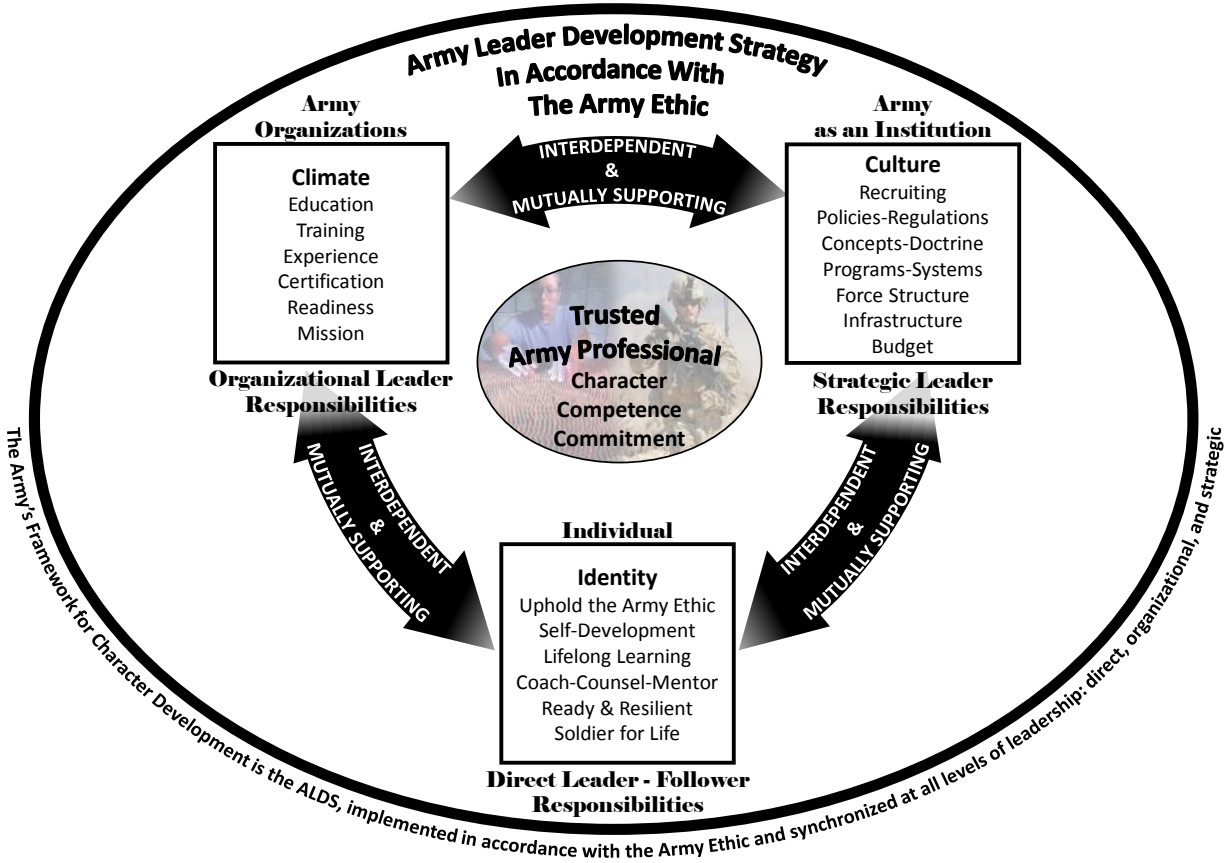 Army Leader Development Strategy
In Accordance With
The Army Ethic
Army
Organizations
Climate
Education
Training
Experience
Certification
Readiness
Mission
Organizational Leader
Responsibilities
INTERDEPENDENT
&
MUTUALLY SUPPORTING
Army
as an Institution
Culture
Recruiting
Policies-Regulations
Concepts-Doctrine
Programs-Systems
Force Structure
Infrastructure
Budget
Strategic Leader
Responsibilities
Trusted
Army Professional
Character
Competence
Commitment
INTERDEPENDENT
&
MUTUALLY SUPPORTING
INTERDEPENDENT
&
MUTUALLY SUPPORTING
Individual
Identity
Uphold the Army Ethic
Self-Development
Lifelong Learning
Coach-Counsel-Mentor
Ready & Resilient
Soldier for Life
Direct Leader - Follower
Responsibilities
The Army's Framework for Character Development is the ALDS, implemented in accordance with the Army Ethic and synchronized at all levels of leadership: direct, organizational, and strategic